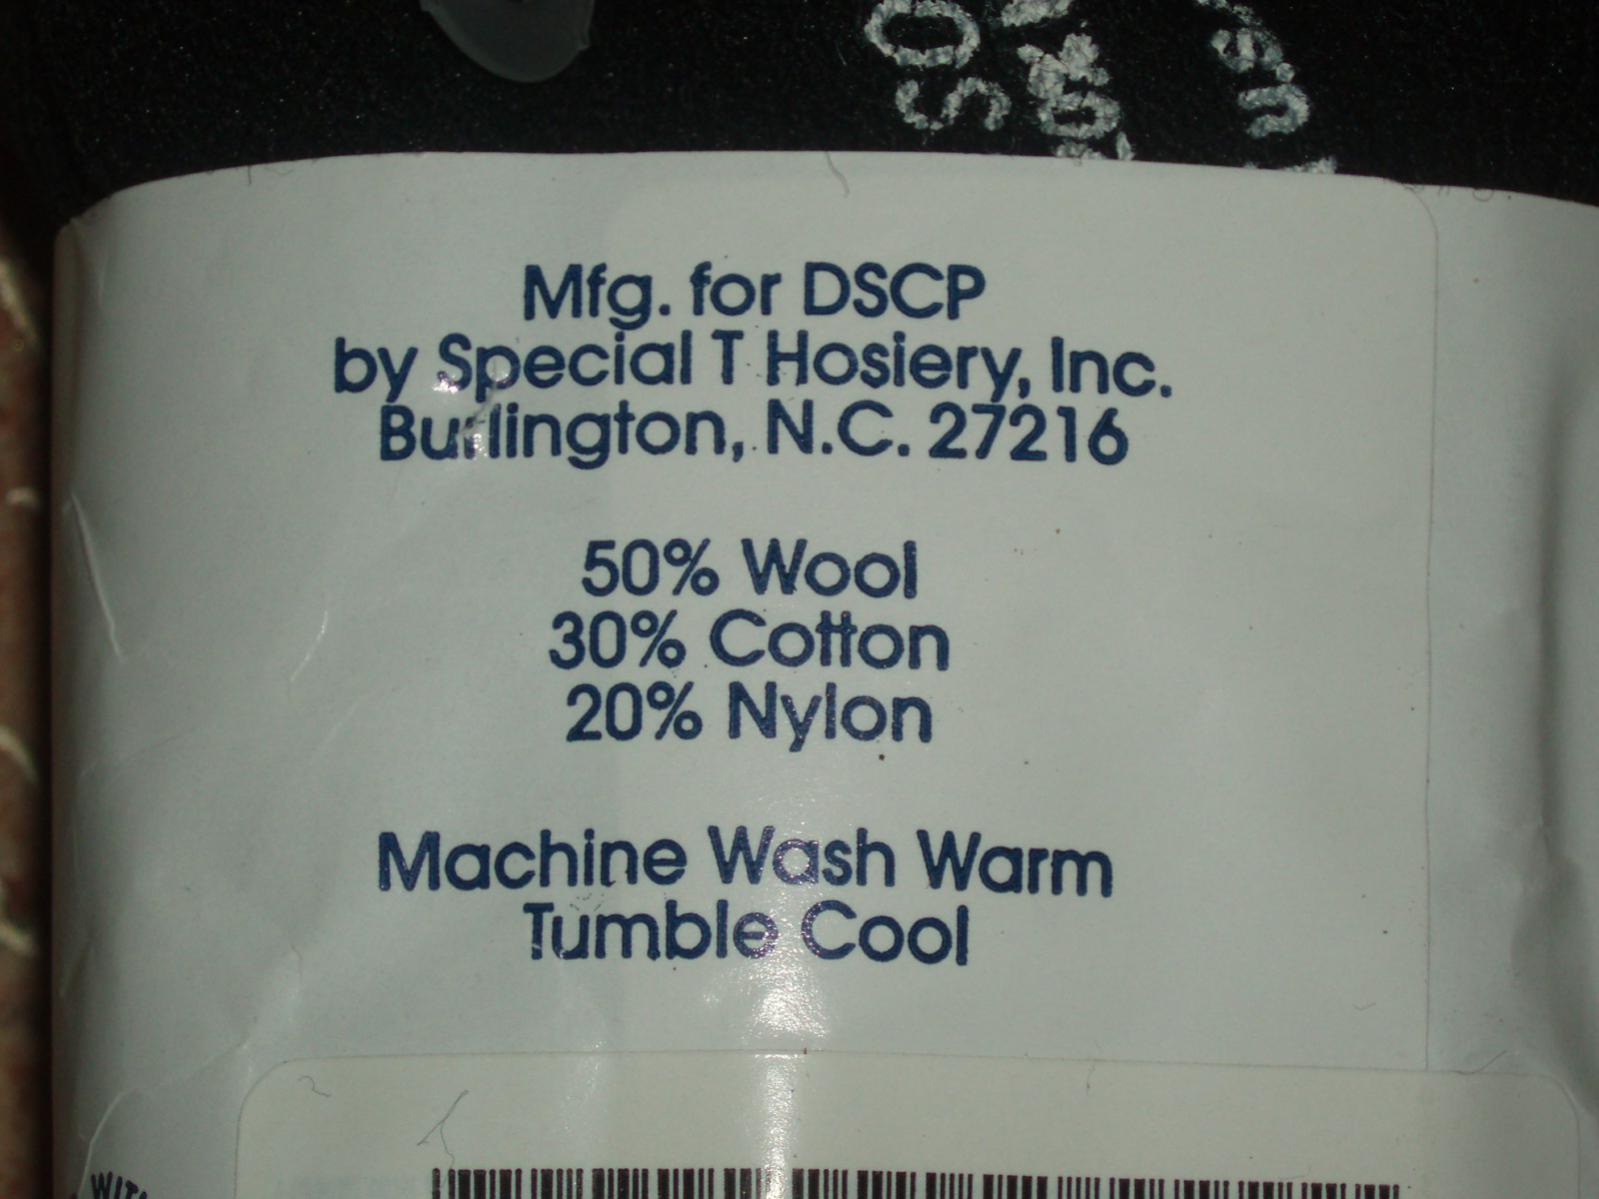 Mfg. for DSCP
by Special T Hosiery, Inc.
Burlington, N.C. 27216
50% Wool
30% Cotton
20% Nylon
Machine Wash Warm
Tumble Cool